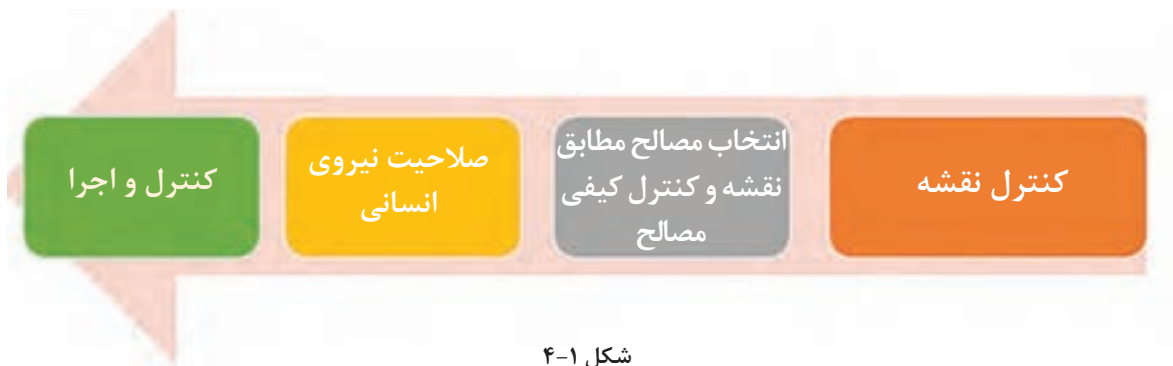 کنترل نقشه
انتخاب مصالح مطابق
نقشه و کنترل کیفی
مصالح
صلاحیت نیروی
انسانی
کنترل و اجرا
شکل ۱-۴